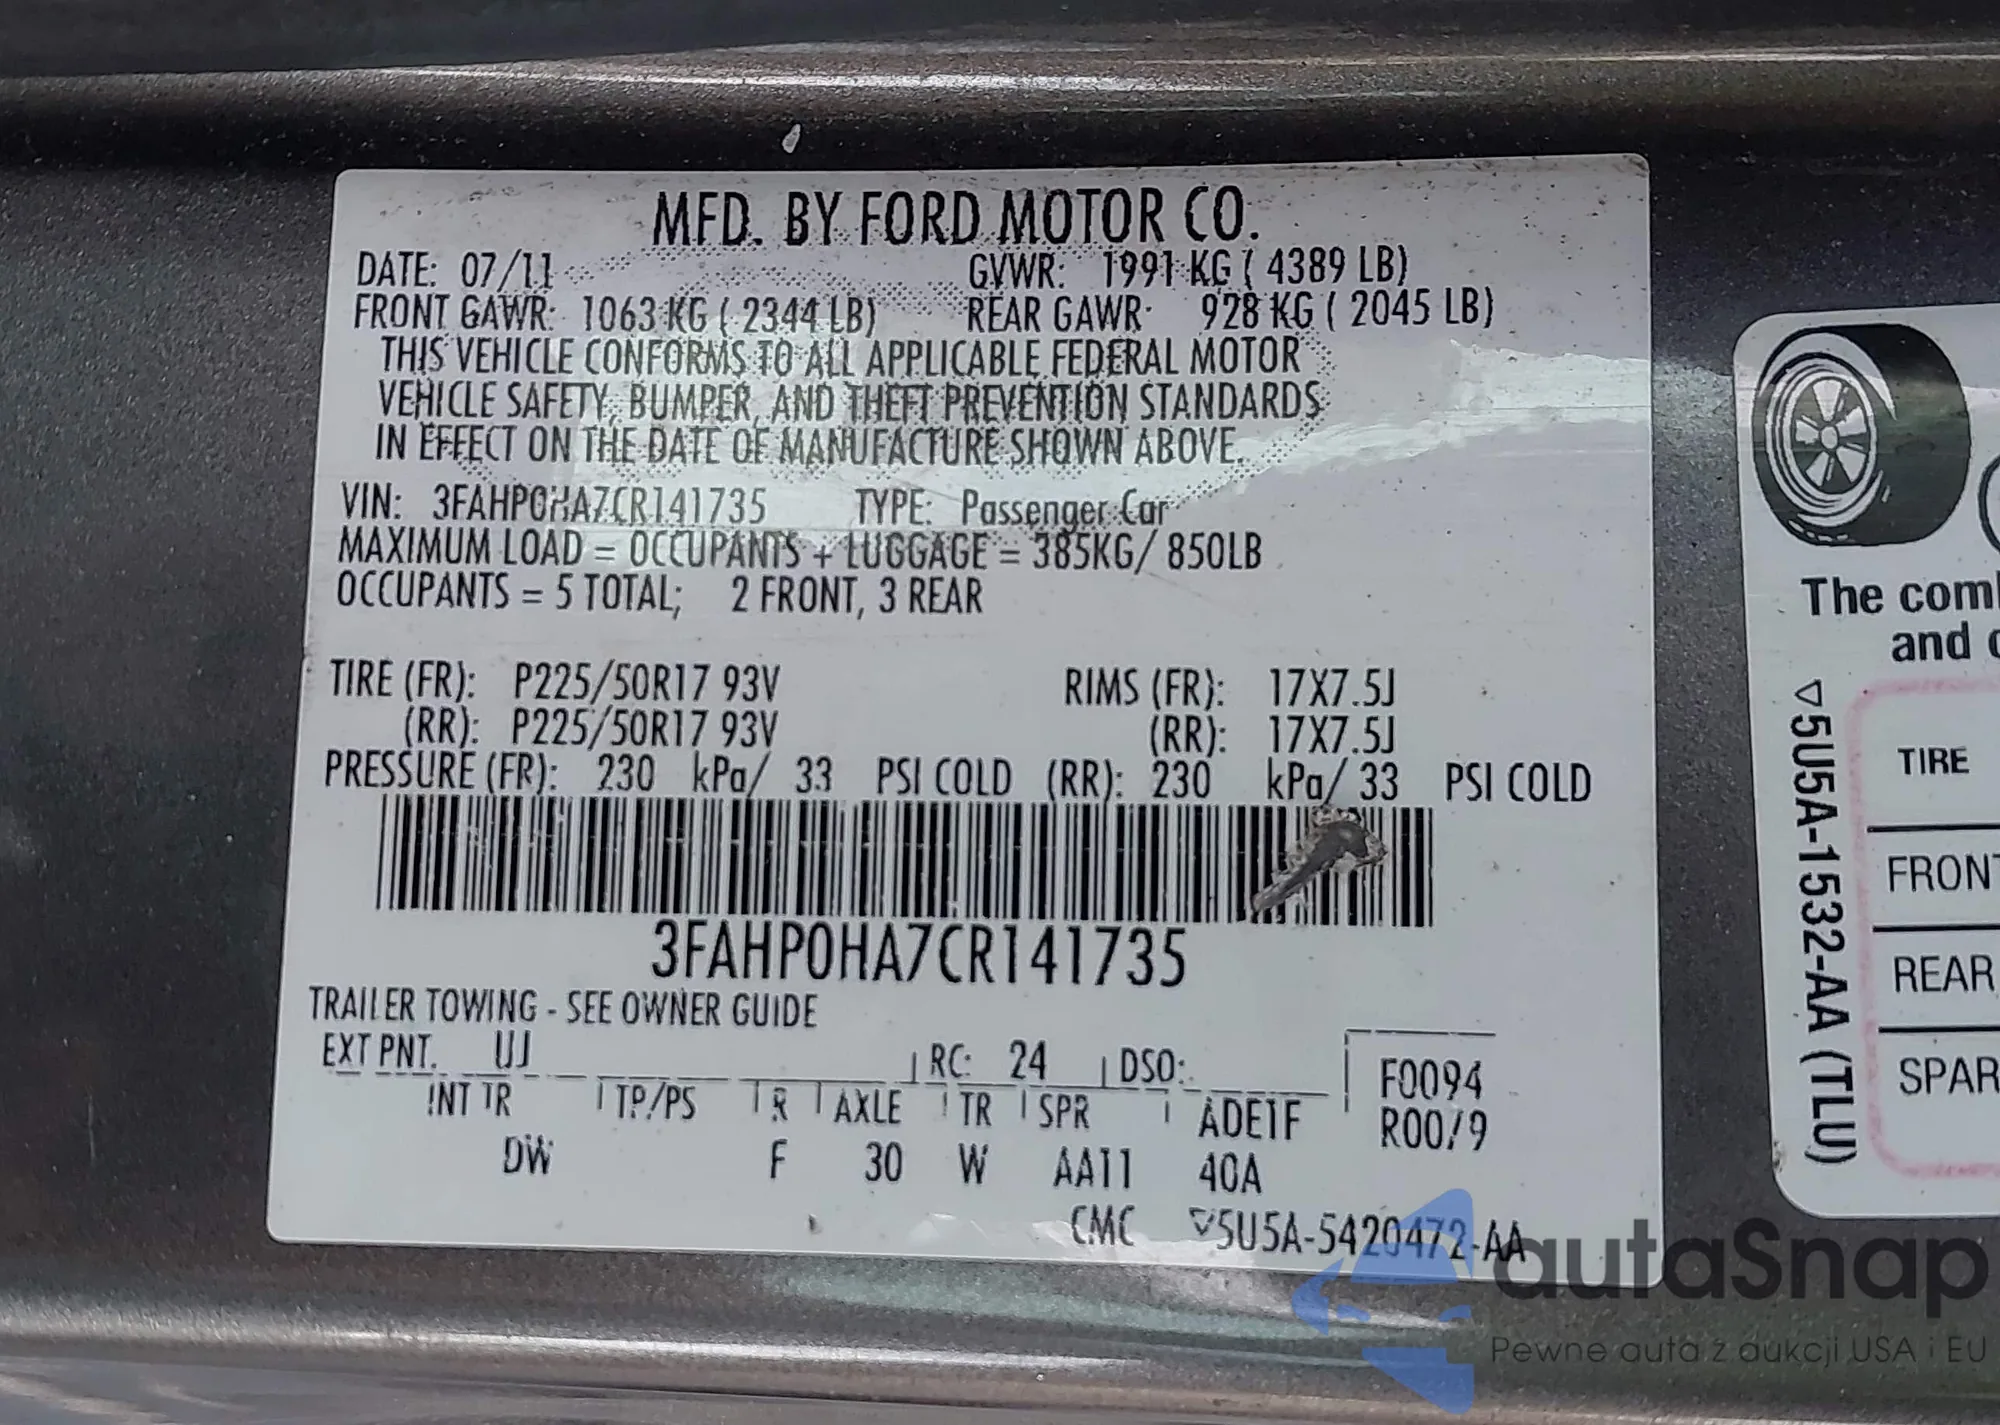 MFD. BY FORD MOTOR CO.
DATE: 07/11 GVWR: 1991 KG ( 4389 LB)
FRONT GAWR: 1063 KG ( 2344 LB) REAR GAWR: 928 KG ( 2045 LB)
THIS VEHICLE CONFORMS TO ALL APPLICABLE FEDERAL MOTOR
VEHICLE SAFETY, BUMPER, AND THEFT PREVENTION STANDARDS
IN EFFECT ON THE DATE OF MANUFACTURE SHOWN ABOVE.
VIN: 3FAHP0HA7CR141735 TYPE: Passenger Car
MAXIMUM LOAD = OCCUPANTS + LUGGAGE = 385KG/ 850LB
OCCUPANTS = 5 TOTAL; 2 FRONT, 3 REAR
TIRE (FR): P225/50R17 93V RIMS (FR): 17X7.5J
(RR): P225/50R17 93V (RR): 17X7.5J
PRESSURE (FR): 230 kPa/ 33 PSI COLD (RR): 230 kPa/ 33 PSI COLD
3FAHP0HA7CR141735
TRAILER TOWING - SEE OWNER GUIDE
EXT PNT. UJ RC: 24 DSO: F0094
INT TR TP/PS R AXLE TR SPR ADE1F R00/9
DW F 30 W AA11 40A
CMC ▽5U5A-5420472-AA
The comb
and
▽5U5A-1532-AA (TLU)
TIRE
FRONT
REAR
SPAR
autaSnap
Pewne auta z aukcji USA i EU